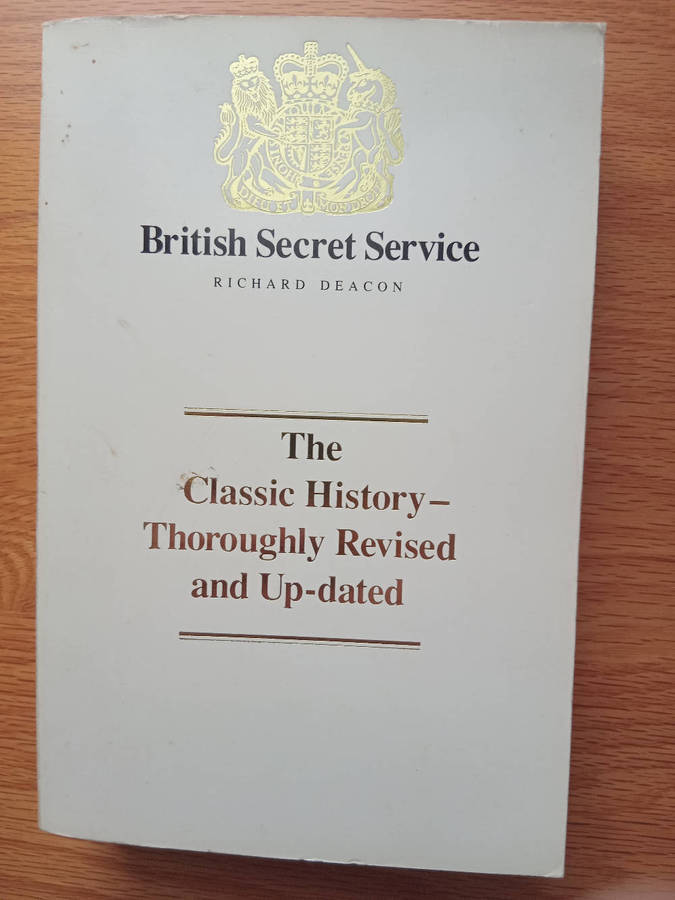 DIEU ET MON DROIT
British Secret Service
RICHARD DEACON
The
Classic History–
Thoroughly Revised
and Up-dated